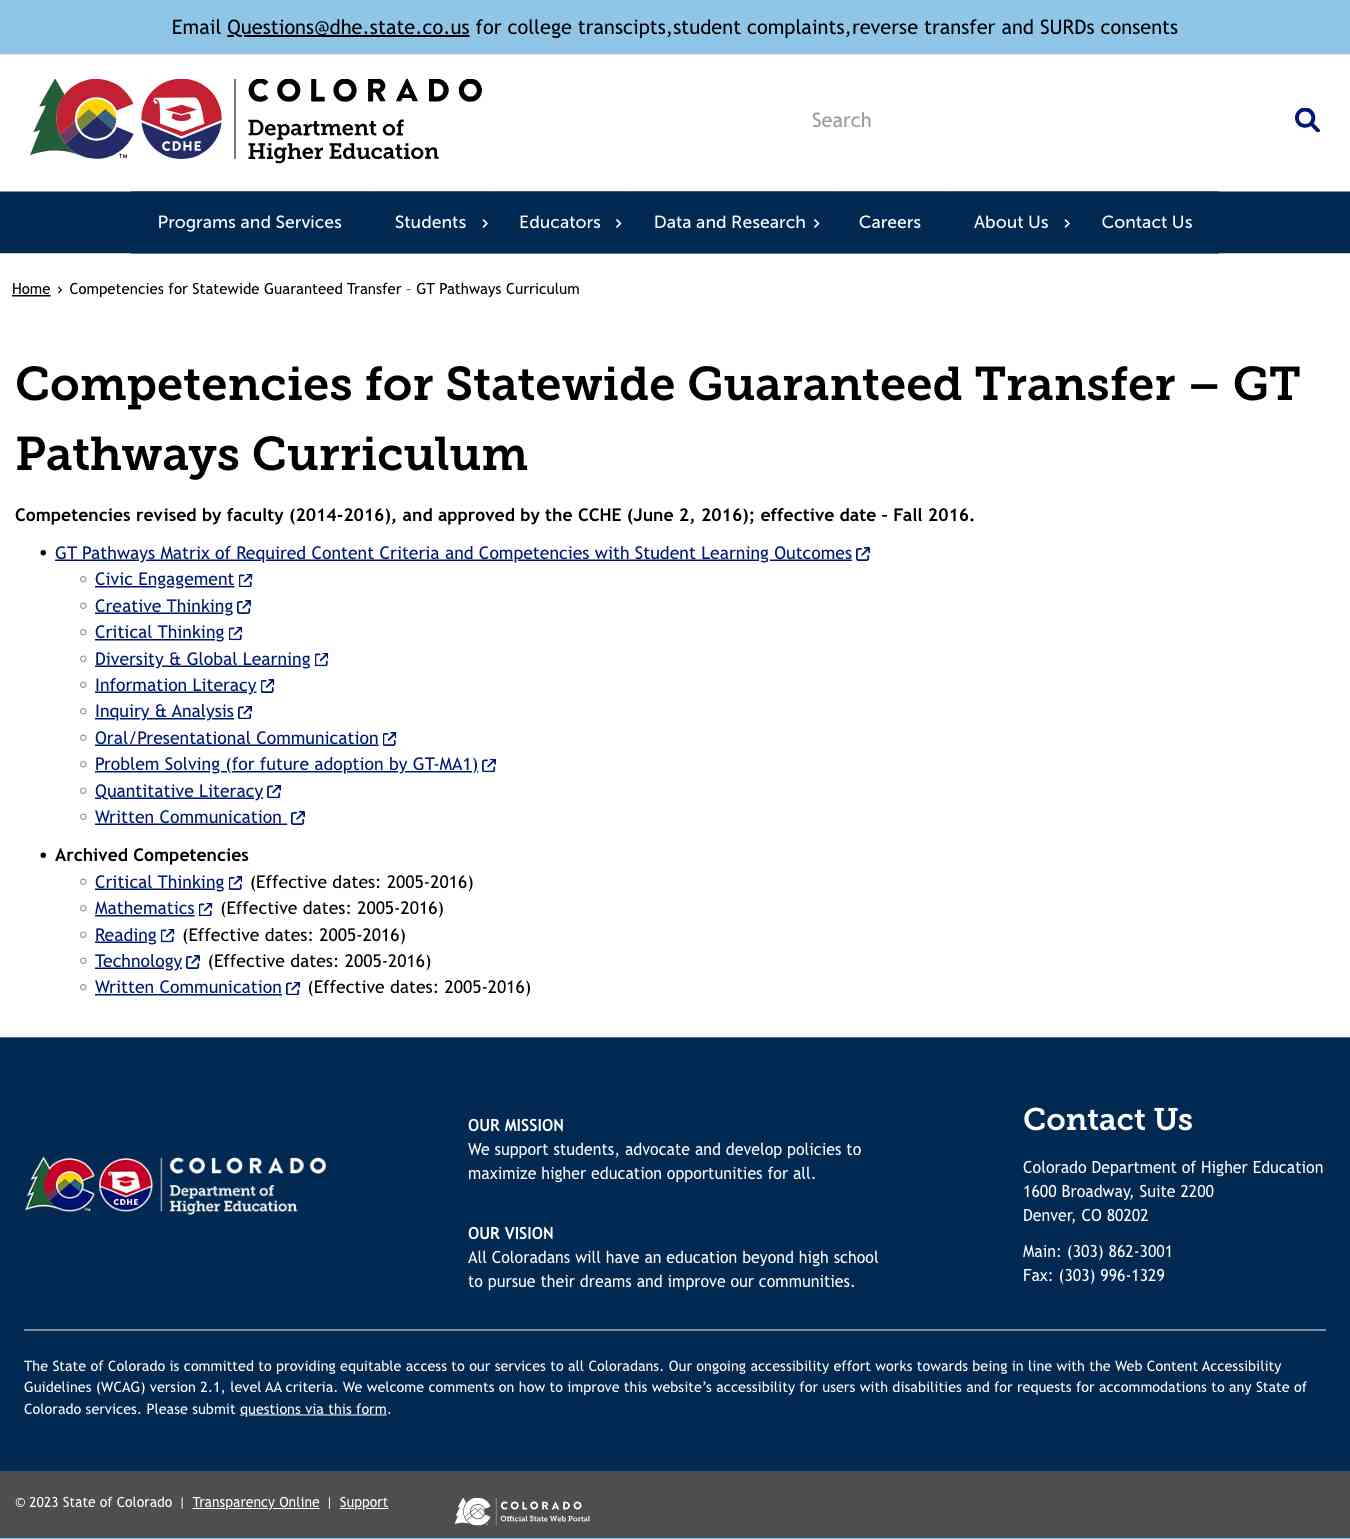 Email Questions@dhe.state.co.us for college transcipts,student complaints,reverse transfer and SURDs consents
COLORADO
Department of
Higher Education
CDHE
TM
Search
Programs and Services Students Educators Data and Research Careers About Us Contact Us
Home › Competencies for Statewide Guaranteed Transfer – GT Pathways Curriculum
Competencies for Statewide Guaranteed Transfer – GT
Pathways Curriculum
Competencies revised by faculty (2014-2016), and approved by the CCHE (June 2, 2016); effective date – Fall 2016.
• GT Pathways Matrix of Required Content Criteria and Competencies with Student Learning Outcomes
Civic Engagement
Creative Thinking
Critical Thinking
Diversity & Global Learning
Information Literacy
Inquiry & Analysis
Oral/Presentational Communication
Problem Solving (for future adoption by GT-MA1)
Quantitative Literacy
Written Communication
• Archived Competencies
Critical Thinking (Effective dates: 2005-2016)
Mathematics (Effective dates: 2005-2016)
Reading (Effective dates: 2005-2016)
Technology (Effective dates: 2005-2016)
Written Communication (Effective dates: 2005-2016)
COLORADO
Department of
Higher Education
CDHE
TM
OUR MISSION
We support students, advocate and develop policies to
maximize higher education opportunities for all.
OUR VISION
All Coloradans will have an education beyond high school
to pursue their dreams and improve our communities.
Contact Us
Colorado Department of Higher Education
1600 Broadway, Suite 2200
Denver, CO 80202
Main: (303) 862-3001
Fax: (303) 996-1329
The State of Colorado is committed to providing equitable access to our services to all Coloradans. Our ongoing accessibility effort works towards being in line with the Web Content Accessibility
Guidelines (WCAG) version 2.1, level AA criteria. We welcome comments on how to improve this website’s accessibility for users with disabilities and for requests for accommodations to any State of
Colorado services. Please submit questions via this form.
© 2023 State of Colorado | Transparency Online | Support
COLORADO
Official State Web Portal